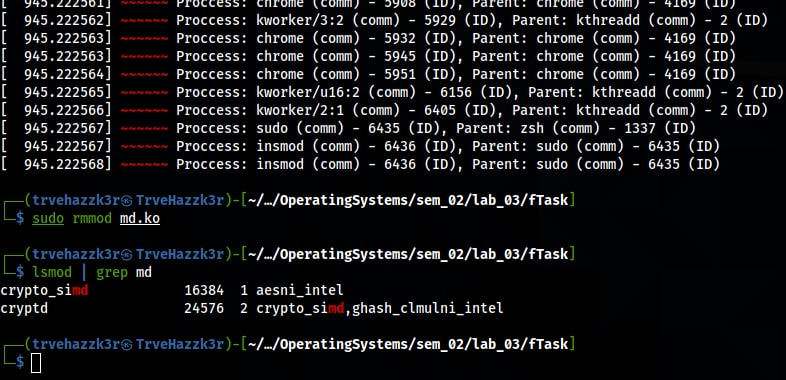 [  945.222561] ~~~~~~ Proccess: chrome (comm) - 5908 (ID), Parent: chrome (comm) - 4169 (ID)
[  945.222562] ~~~~~~ Proccess: kworker/3:2 (comm) - 5929 (ID), Parent: kthreadd (comm) - 2 (ID)
[  945.222563] ~~~~~~ Proccess: chrome (comm) - 5932 (ID), Parent: chrome (comm) - 4169 (ID)
[  945.222563] ~~~~~~ Proccess: chrome (comm) - 5945 (ID), Parent: chrome (comm) - 4169 (ID)
[  945.222564] ~~~~~~ Proccess: chrome (comm) - 5951 (ID), Parent: chrome (comm) - 4169 (ID)
[  945.222565] ~~~~~~ Proccess: kworker/u16:2 (comm) - 6156 (ID), Parent: kthreadd (comm) - 2 (ID)
[  945.222566] ~~~~~~ Proccess: kworker/2:1 (comm) - 6405 (ID), Parent: kthreadd (comm) - 2 (ID)
[  945.222567] ~~~~~~ Proccess: sudo (comm) - 6435 (ID), Parent: zsh (comm) - 1337 (ID)
[  945.222567] ~~~~~~ Proccess: insmod (comm) - 6436 (ID), Parent: sudo (comm) - 6435 (ID)
[  945.222568] ~~~~~~ Proccess: insmod (comm) - 6436 (ID), Parent: sudo (comm) - 6435 (ID)
┌──(trvehazzk3r㉿TrveHazzk3r)-[~/…/OperatingSystems/sem_02/lab_03/fTask]
└─$ sudo rmmod md.ko
┌──(trvehazzk3r㉿TrveHazzk3r)-[~/…/OperatingSystems/sem_02/lab_03/fTask]
└─$ lsmod | grep md
crypto_simd            16384  1 aesni_intel
cryptd                 24576  2 crypto_simd,ghash_clmulni_intel
┌──(trvehazzk3r㉿TrveHazzk3r)-[~/…/OperatingSystems/sem_02/lab_03/fTask]
└─$